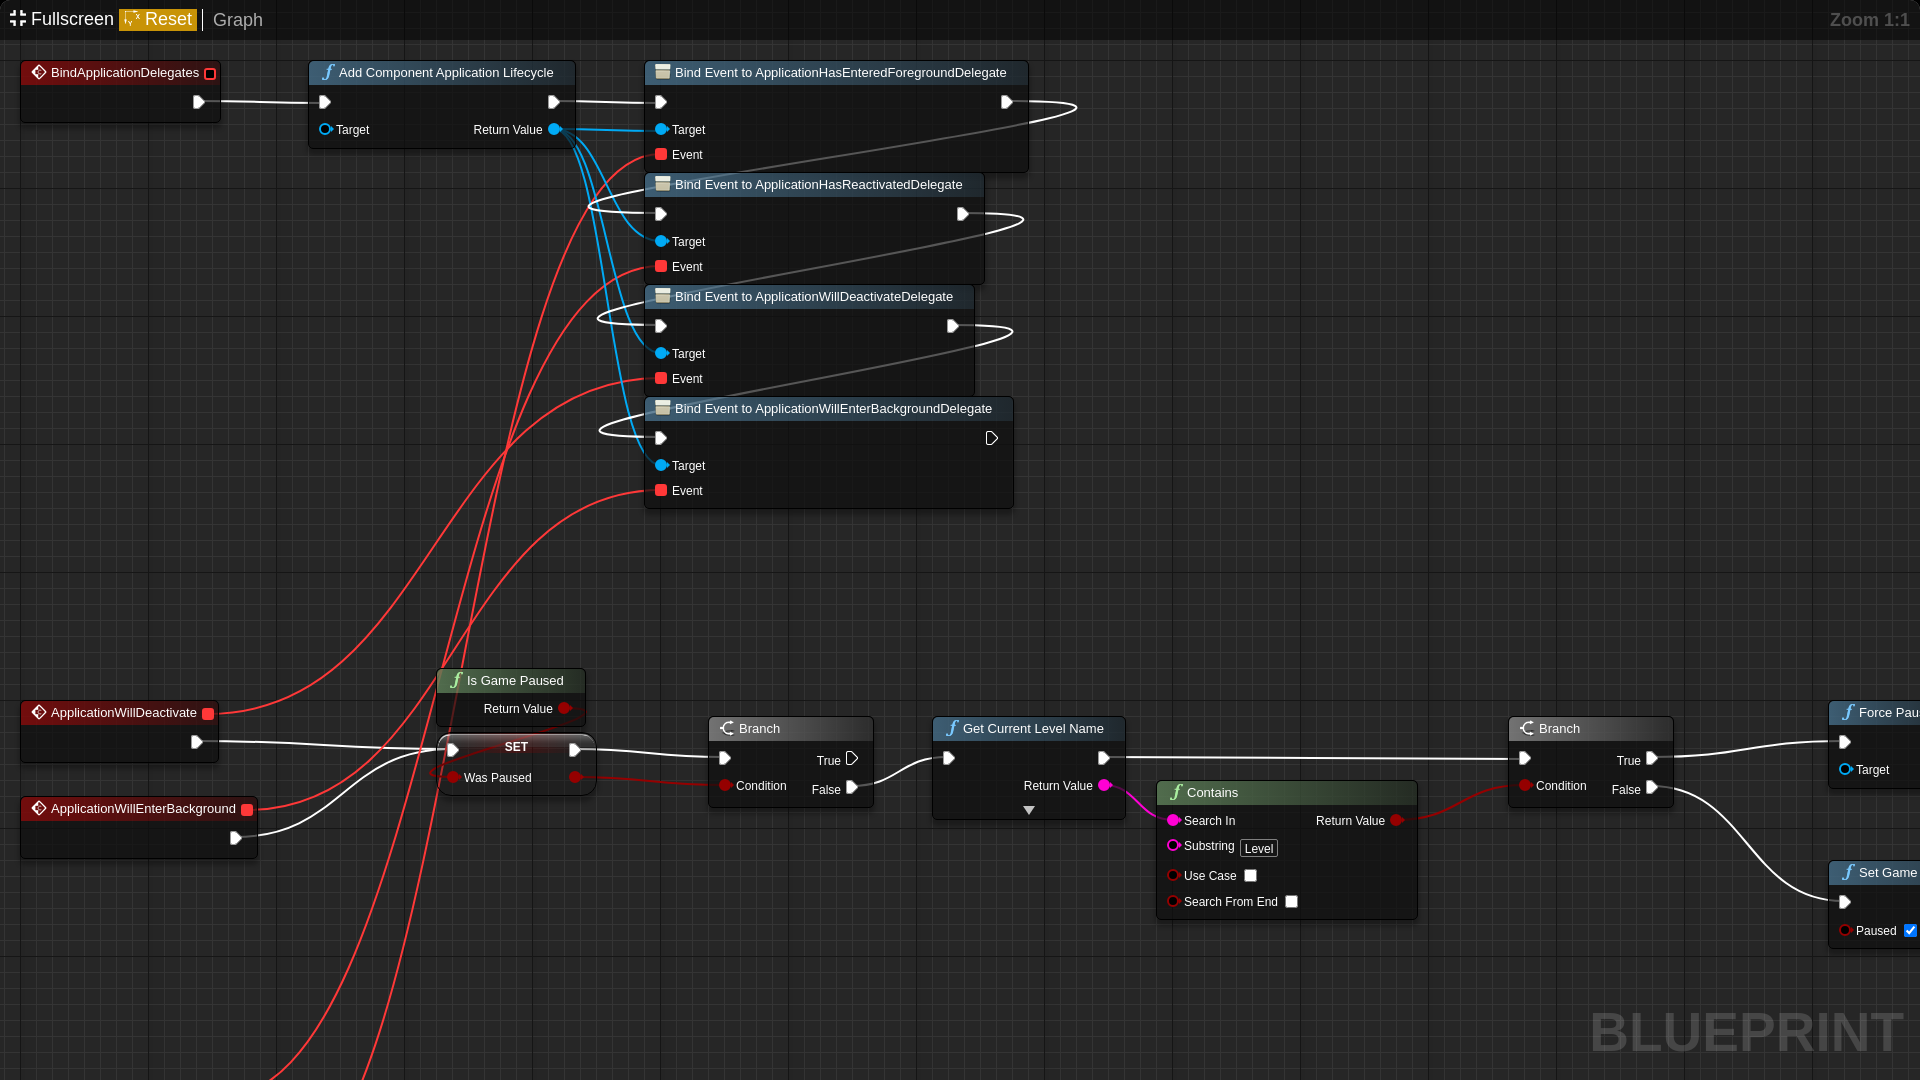 Fullscreen Reset Graph Zoom 1:1
BindApplicationDelegates
Add Component Application Lifecycle
Target Return Value
Bind Event to ApplicationHasEnteredForegroundDelegate
Target
Event
Bind Event to ApplicationHasReactivatedDelegate
Target
Event
Bind Event to ApplicationWillDeactivateDelegate
Target
Event
Bind Event to ApplicationWillEnterBackgroundDelegate
Target
Event
ApplicationWillDeactivate
ApplicationWillEnterBackground
Is Game Paused
Return Value
SET
Was Paused
Branch
True
Condition False
Get Current Level Name
Return Value
Contains
Search In Return Value
Substring Level
Use Case
Search From End
Branch
True
Condition False
Force Pau
Target
Set Game
Paused
BLUEPRINT